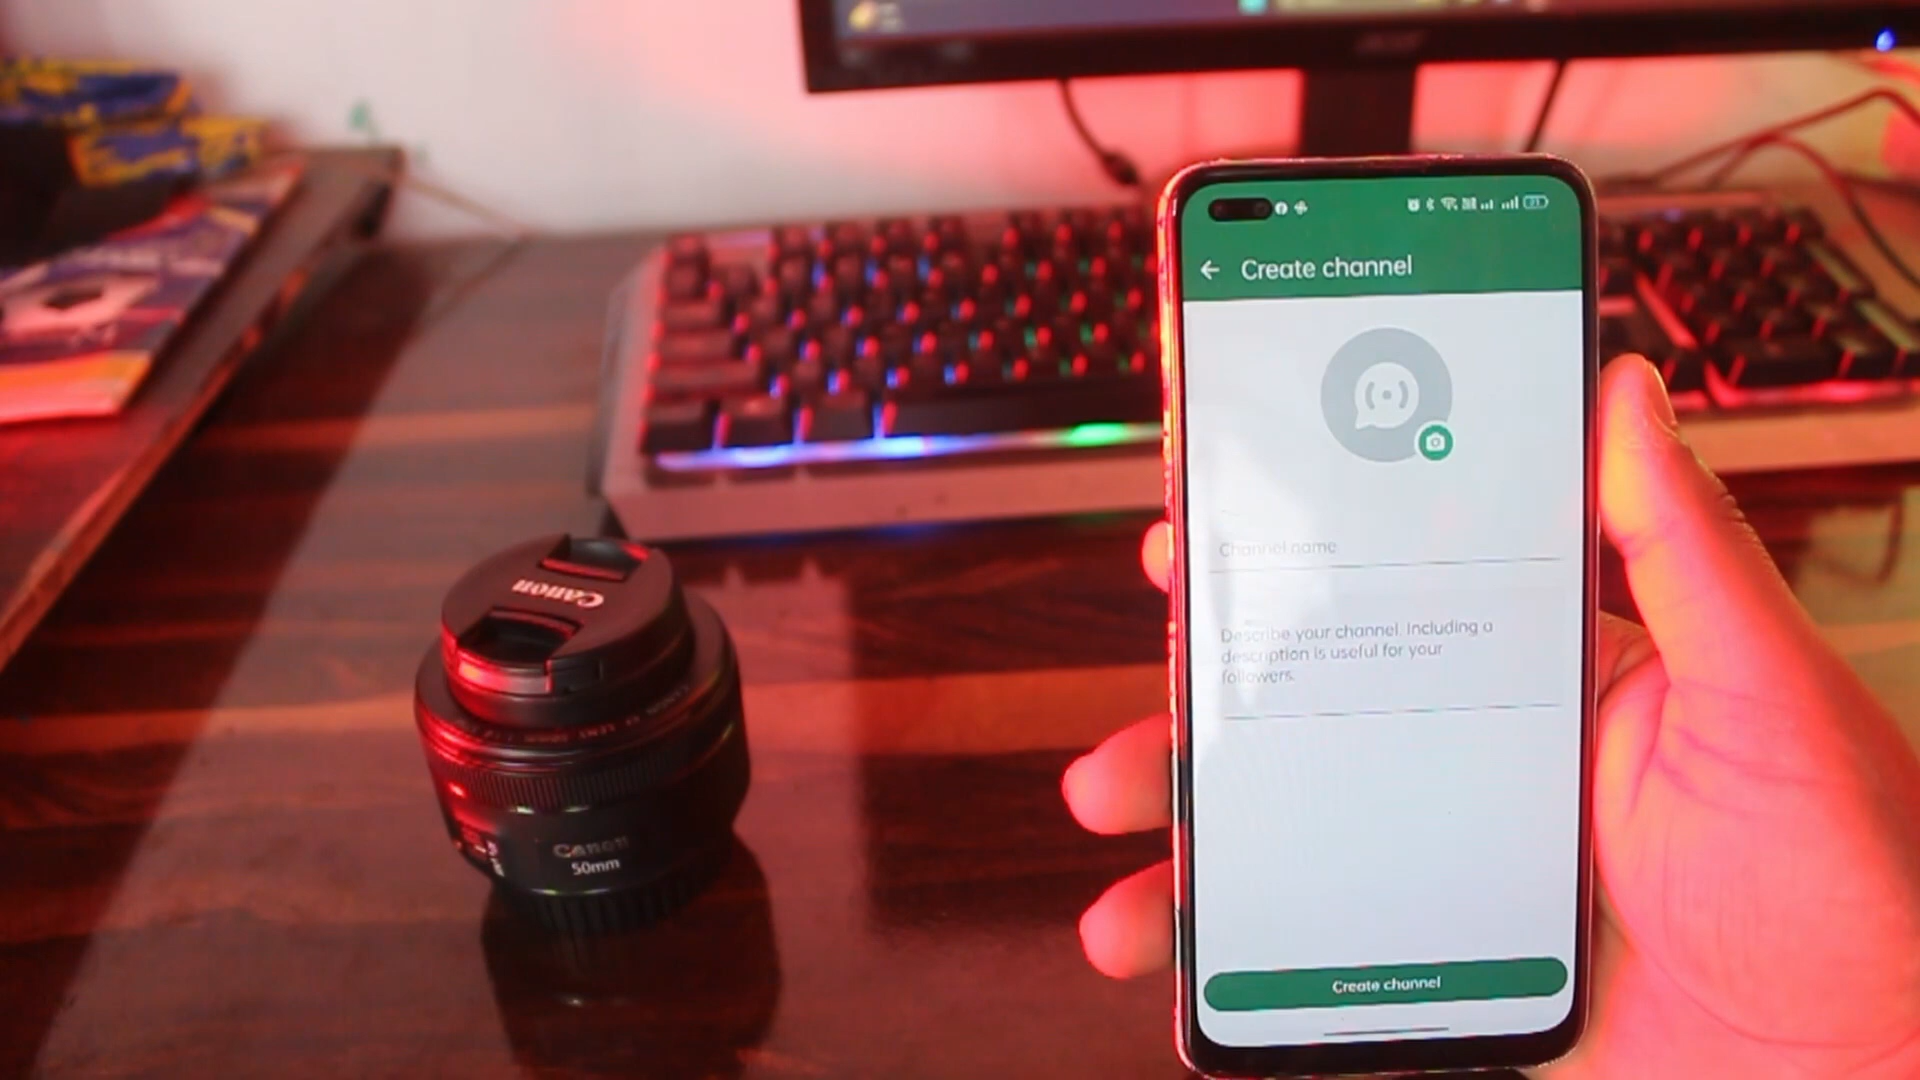 acer
Create channel
Channel name
Describe your channel. Including a
description is useful for your
followers.
Create channel
Canon
Canon
50mm